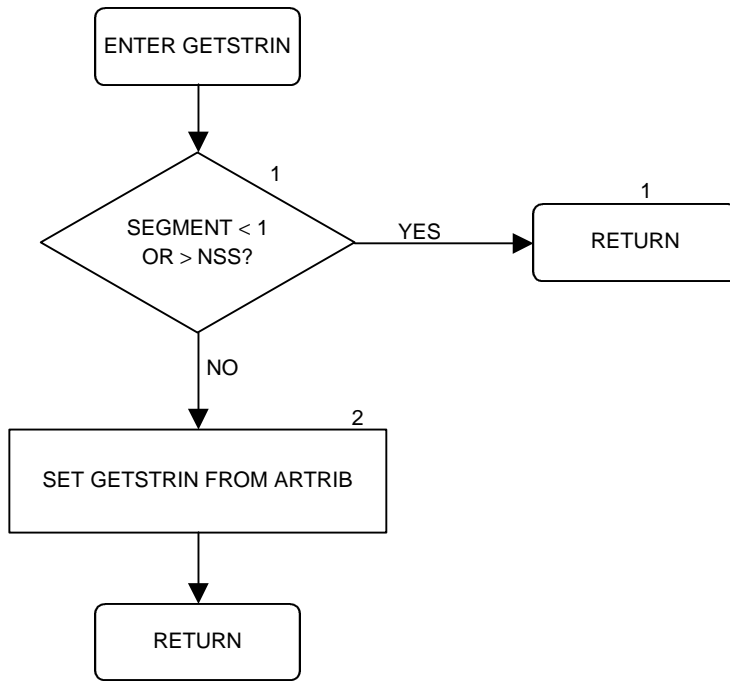 ENTER GETSTRIN
1
SEGMENT < 1
OR > NSS?
YES
1
RETURN
NO
2
SET GETSTRIN FROM ARTRIB
RETURN